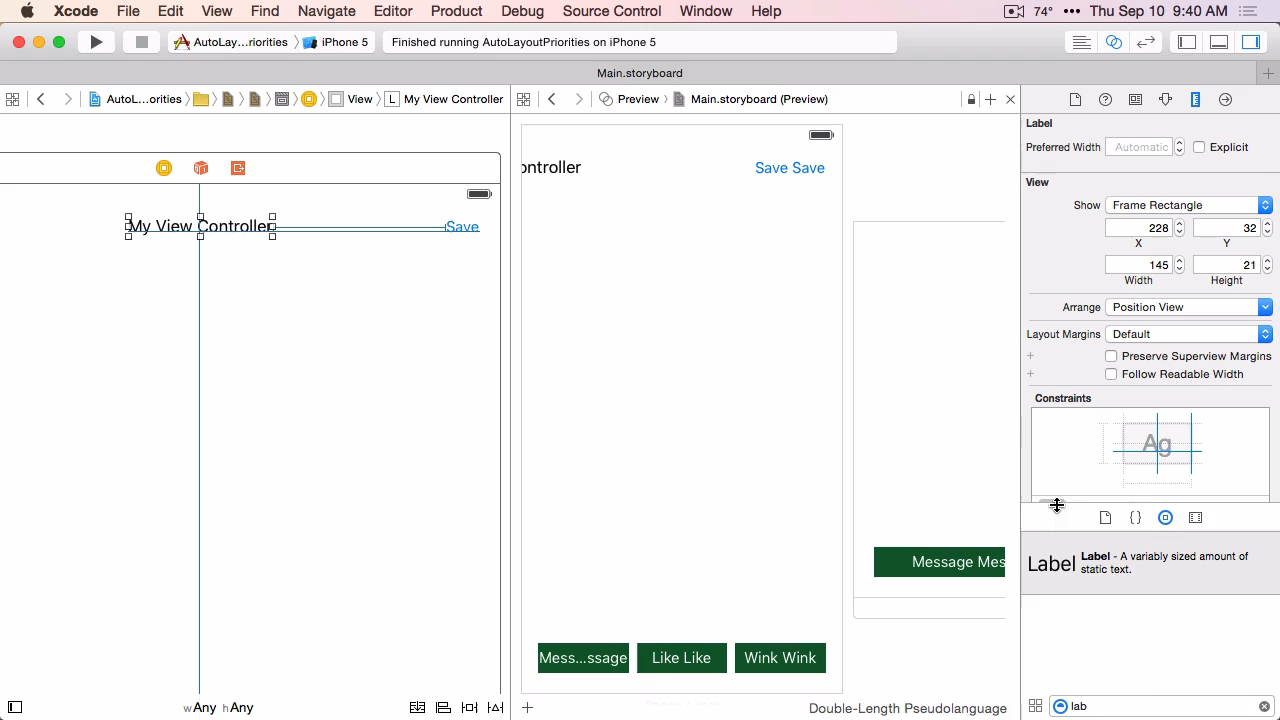 Xcode File Edit View Find Navigate Editor Product Debug Source Control Window Help 74° Thu Sep 10 9:40 AM
AutoLay...riorities iPhone 5 Finished running AutoLayoutPriorities on iPhone 5
Main.storyboard
AutoL...orities View L My View Controller Preview Main.storyboard (Preview)
Label
Preferred Width Automatic Explicit
View
Show Frame Rectangle
228 32
X Y
145 21
Width Height
Arrange Position View
Layout Margins Default
Preserve Superview Margins
Follow Readable Width
Constraints
Ag
My View Controller Save
ontroller Save Save
Message Mes
Mess...ssage Like Like Wink Wink
Label Label - A variably sized amount of
static text.
wAny hAny Double-Length Pseudolanguage
lab